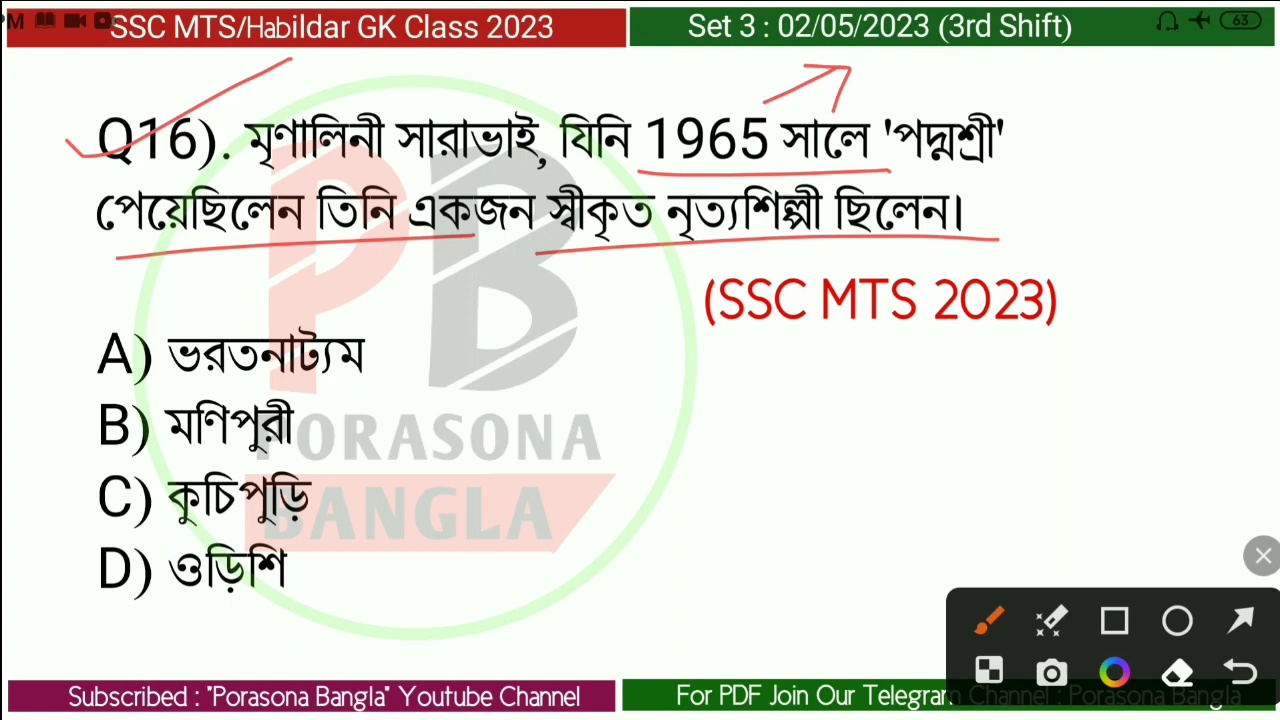 SSC MTS/Habildar GK Class 2023
Set 3 : 02/05/2023 (3rd Shift)
63
Q16). মৃণালিনী সারাভাই, যিনি 1965 সালে 'পদ্মশ্রী'
পেয়েছিলেন তিনি একজন স্বীকৃত নৃত্যশিল্পী ছিলেন।
(SSC MTS 2023)
A) ভরতনাট্যম
B) মণিপুরী
C) কুচিপুড়ি
D) ওড়িশি
PB
PORASONA
BANGLA
Subscribed : "Porasona Bangla" Youtube Channel
For PDF Join Our Telegram Channel : Porasona Bangla